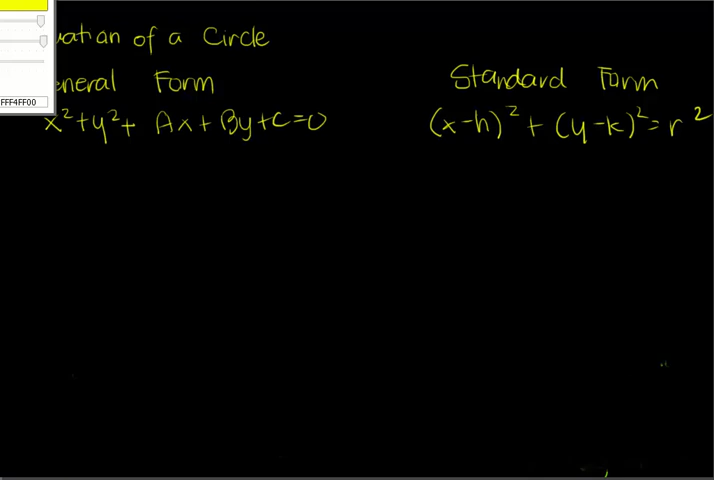 uation of a Circle
eneral Form
Standard Form
x²+y²+ Ax+By+C=0
(x-h)²+(y-k)²=r²
FFF4FF00